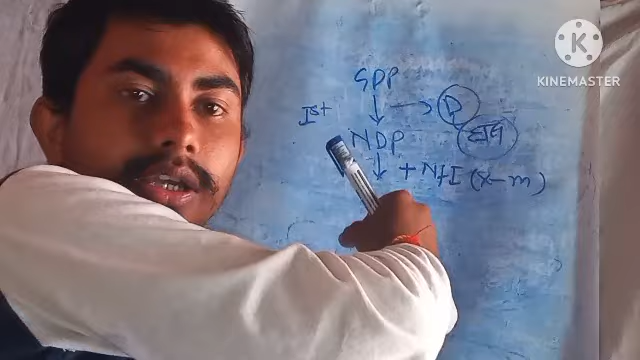 KINEMASTER
GDP
Ist → P
NDP
+ NfI (x-m)